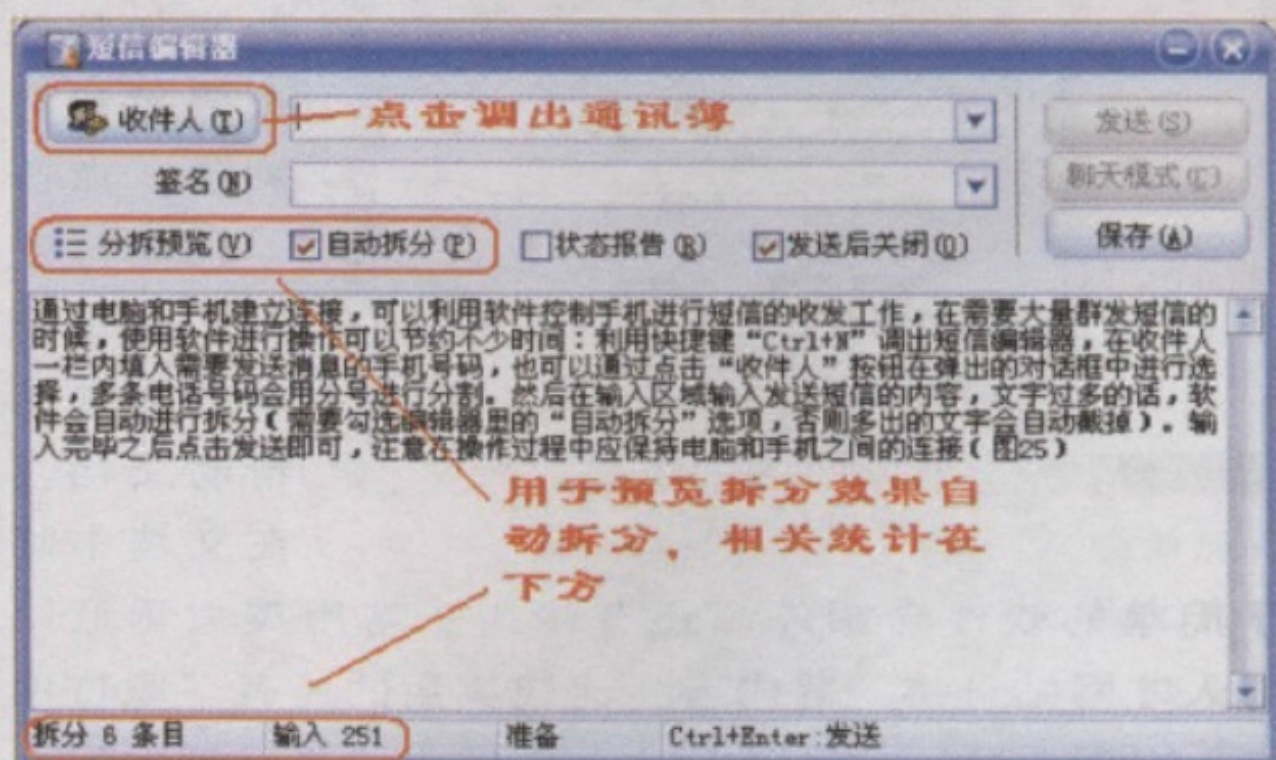 短信编辑器
收件人(T)
点击调出通讯薄
发送(S)
签名(N)
聊天模式(C)
分拆预览(V) 自动拆分(P) 状态报告(R) 发送后关闭(Q)
保存(A)
通过电脑和手机建立连接，可以利用软件控制手机进行短信的收发工作，在需要大量群发短信的
时候，使用软件进行操作可以节约不少时间：利用快捷键“Ctrl+N”调出短信编辑器，在收件人
一栏内填入需要发送消息的手机号码，也可以通过点击“收件人”按钮在弹出的对话框中进行选
择，多条电话号码会用分号进行分割。然后在输入区域输入发送短信的内容，文字过多的话，软
件会自动进行拆分(需要勾选编辑器里的“自动拆分”选项，否则多出的文字会自动截掉)。输
入完毕之后点击发送即可，注意在操作过程中应保持电脑和手机之间的连接(图25)
用于预览拆分效果自
动拆分，相关统计在
下方
拆分 6 条目 输入 251 准备 Ctrl+Enter:发送